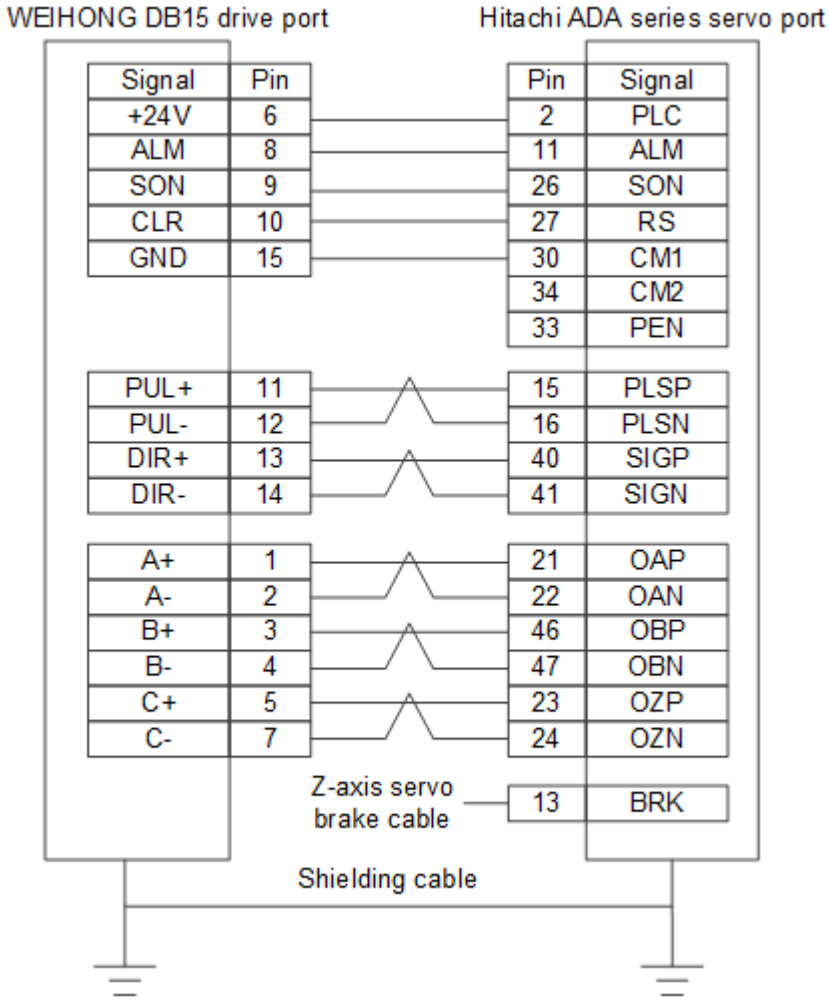 WEIHONG DB15 drive port Hitachi ADA series servo port
Signal Pin Pin Signal
+24V 6 2 PLC
ALM 8 11 ALM
SON 9 26 SON
CLR 10 27 RS
GND 15 30 CM1
34 CM2
33 PEN
PUL+ 11 15 PLSP
PUL- 12 16 PLSN
DIR+ 13 40 SIGP
DIR- 14 41 SIGN
A+ 1 21 OAP
A- 2 22 OAN
B+ 3 46 OBP
B- 4 47 OBN
C+ 5 23 OZP
C- 7 24 OZN
Z-axis servo
brake cable 13 BRK
Shielding cable